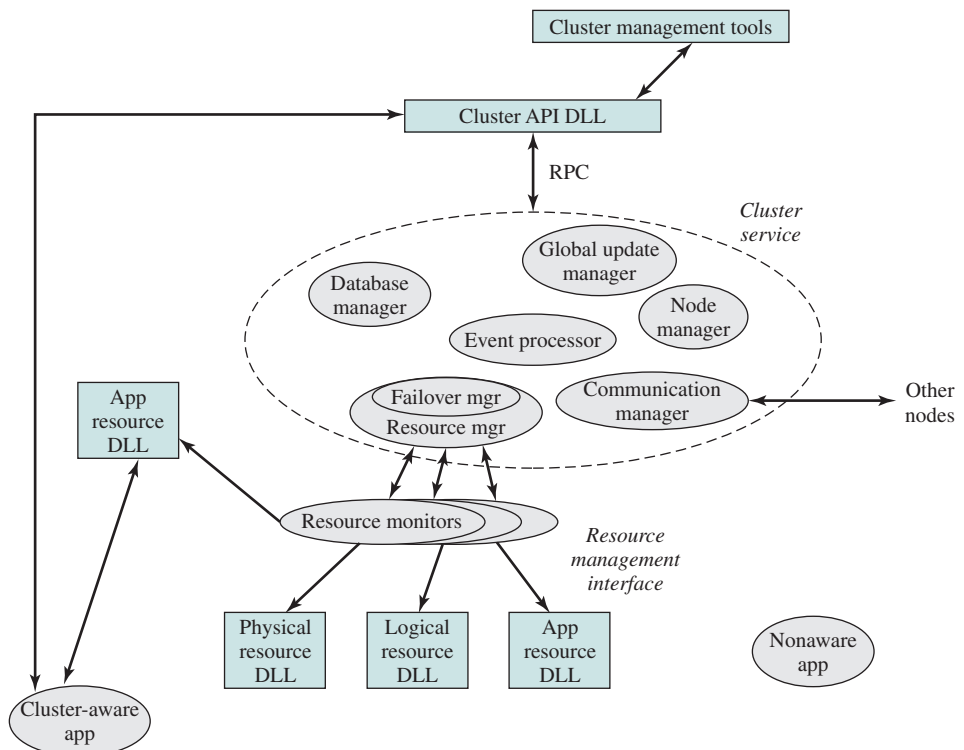 Cluster management tools
Cluster API DLL
RPC
Cluster
service
Global update
manager
Database
manager
Node
manager
Event processor
Failover mgr
Resource mgr
Communication
manager
Other
nodes
App
resource
DLL
Resource monitors
Resource
management
interface
Physical
resource
DLL
Logical
resource
DLL
App
resource
DLL
Nonaware
app
Cluster-aware
app